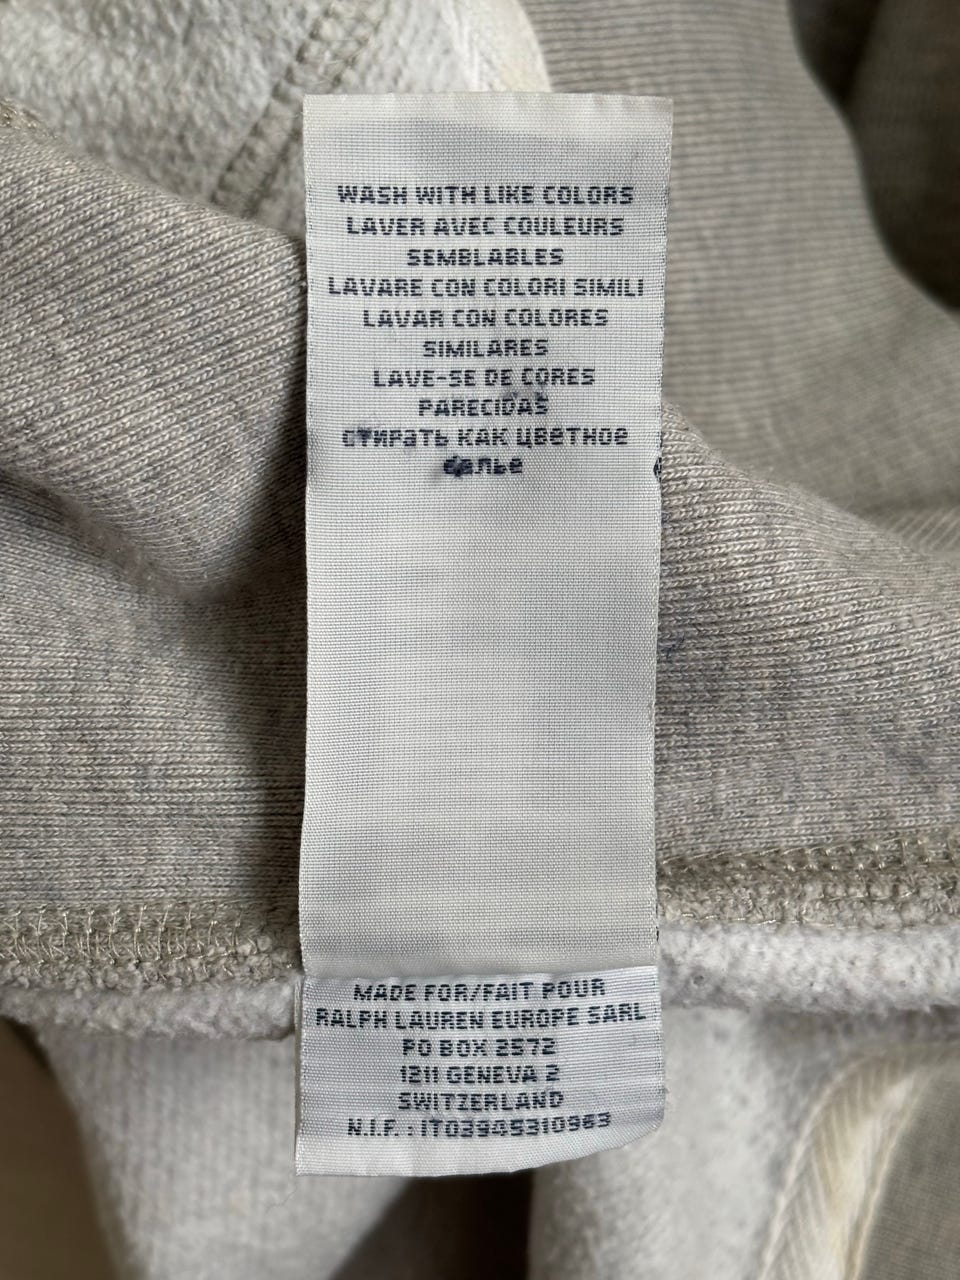 WASH WITH LIKE COLORS
LAVER AVEC COULEURS
SEMBLABLES
LAVARE CON COLORI SIMILI
LAVAR CON COLORES
SIMILARES
LAVE-SE DE CORES
PARECIDAS
стирать как цветное
белье
MADE FOR/FAIT POUR
RALPH LAUREN EUROPE SARL
PO BOX 2572
1211 GENEVA 2
SWITZERLAND
N.I.F. : IT03945310963